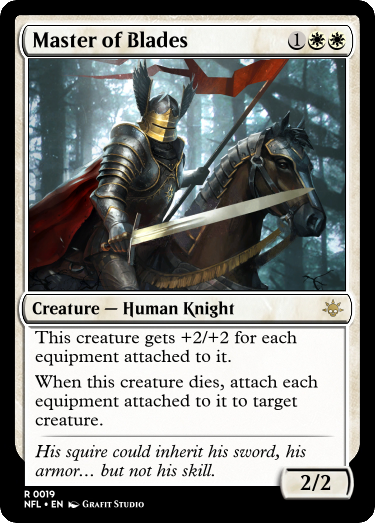 Master of Blades 1
Creature — Human Knight
This creature gets +2/+2 for each
equipment attached to it.
When this creature dies, attach each
equipment attached to it to target
creature.
His squire could inherit his sword, his
armor… but not his skill.
2/2
R 0019
NFL • EN Grafit Studio